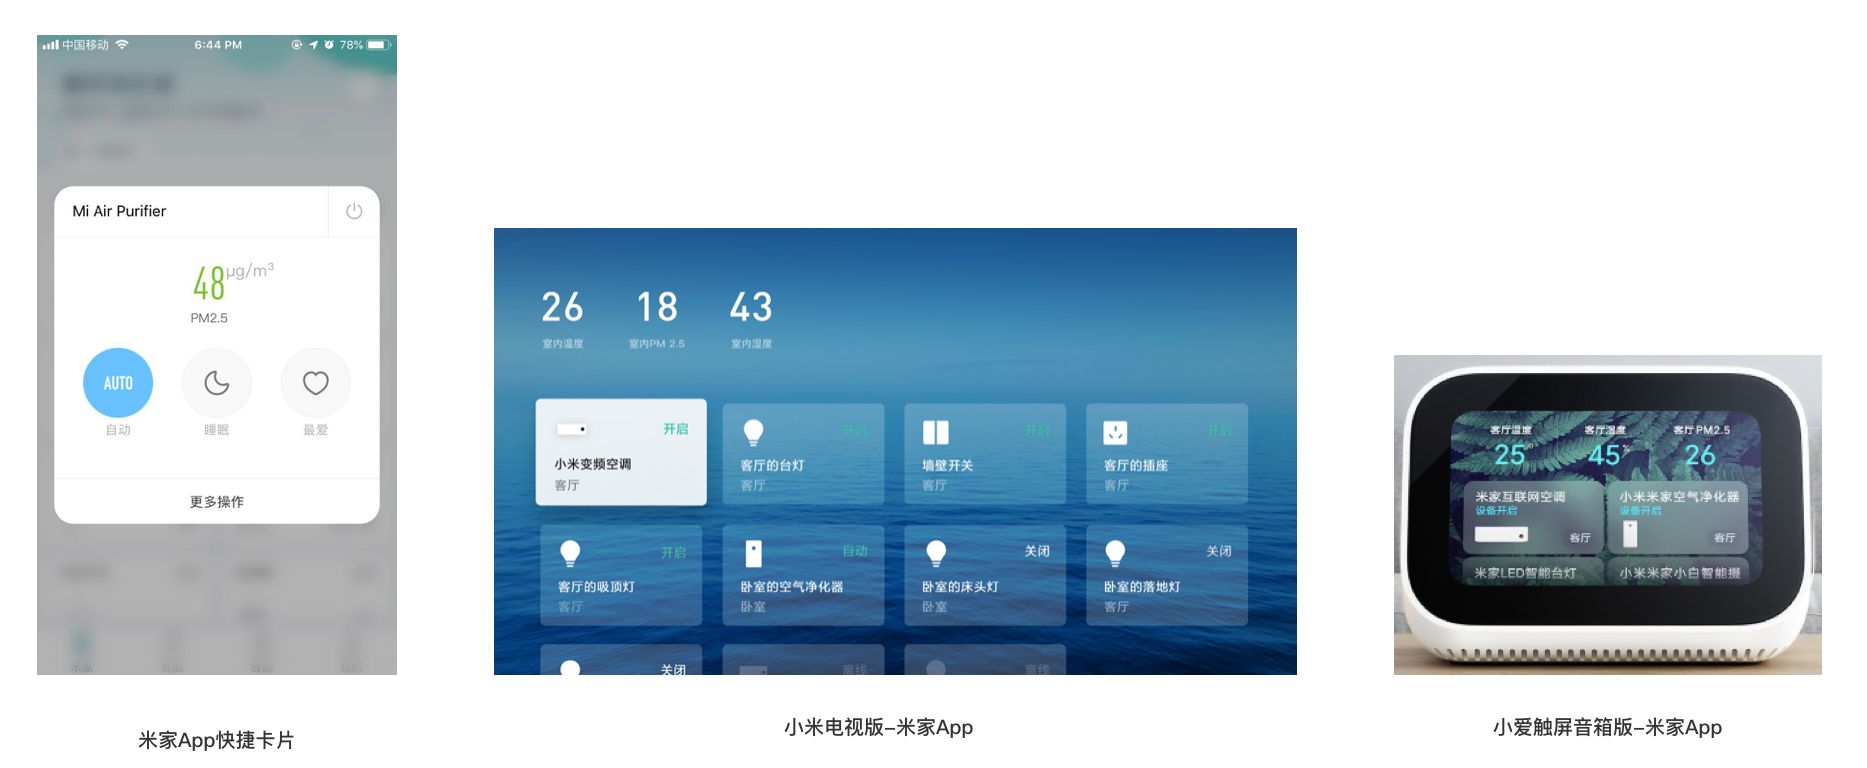 中国移动 6:44 PM 78%
Mi Air Purifier
48 μg/m³
PM2.5
AUTO
自动 睡眠 最爱
更多操作
米家App快捷卡片
26 18 43
室内温度 室内PM 2.5 室内湿度
开启 开启 开启 开启
小米变频空调 客厅的台灯 墙壁开关 客厅的插座
客厅 客厅 客厅 客厅
开启 自动 关闭 关闭
客厅的吸顶灯 卧室的空气净化器 卧室的床头灯 卧室的落地灯
客厅 卧室 卧室 客厅
关闭 离线 离线
小米电视版-米家App
客厅温度 客厅湿度 客厅PM2.5
25° 45% 26
米家互联网空调 小米米家空气净化器
设备开启 设备开启
客厅 客厅
米家LED智能台灯 小米米家小白智能摄
小爱触屏音箱版-米家App